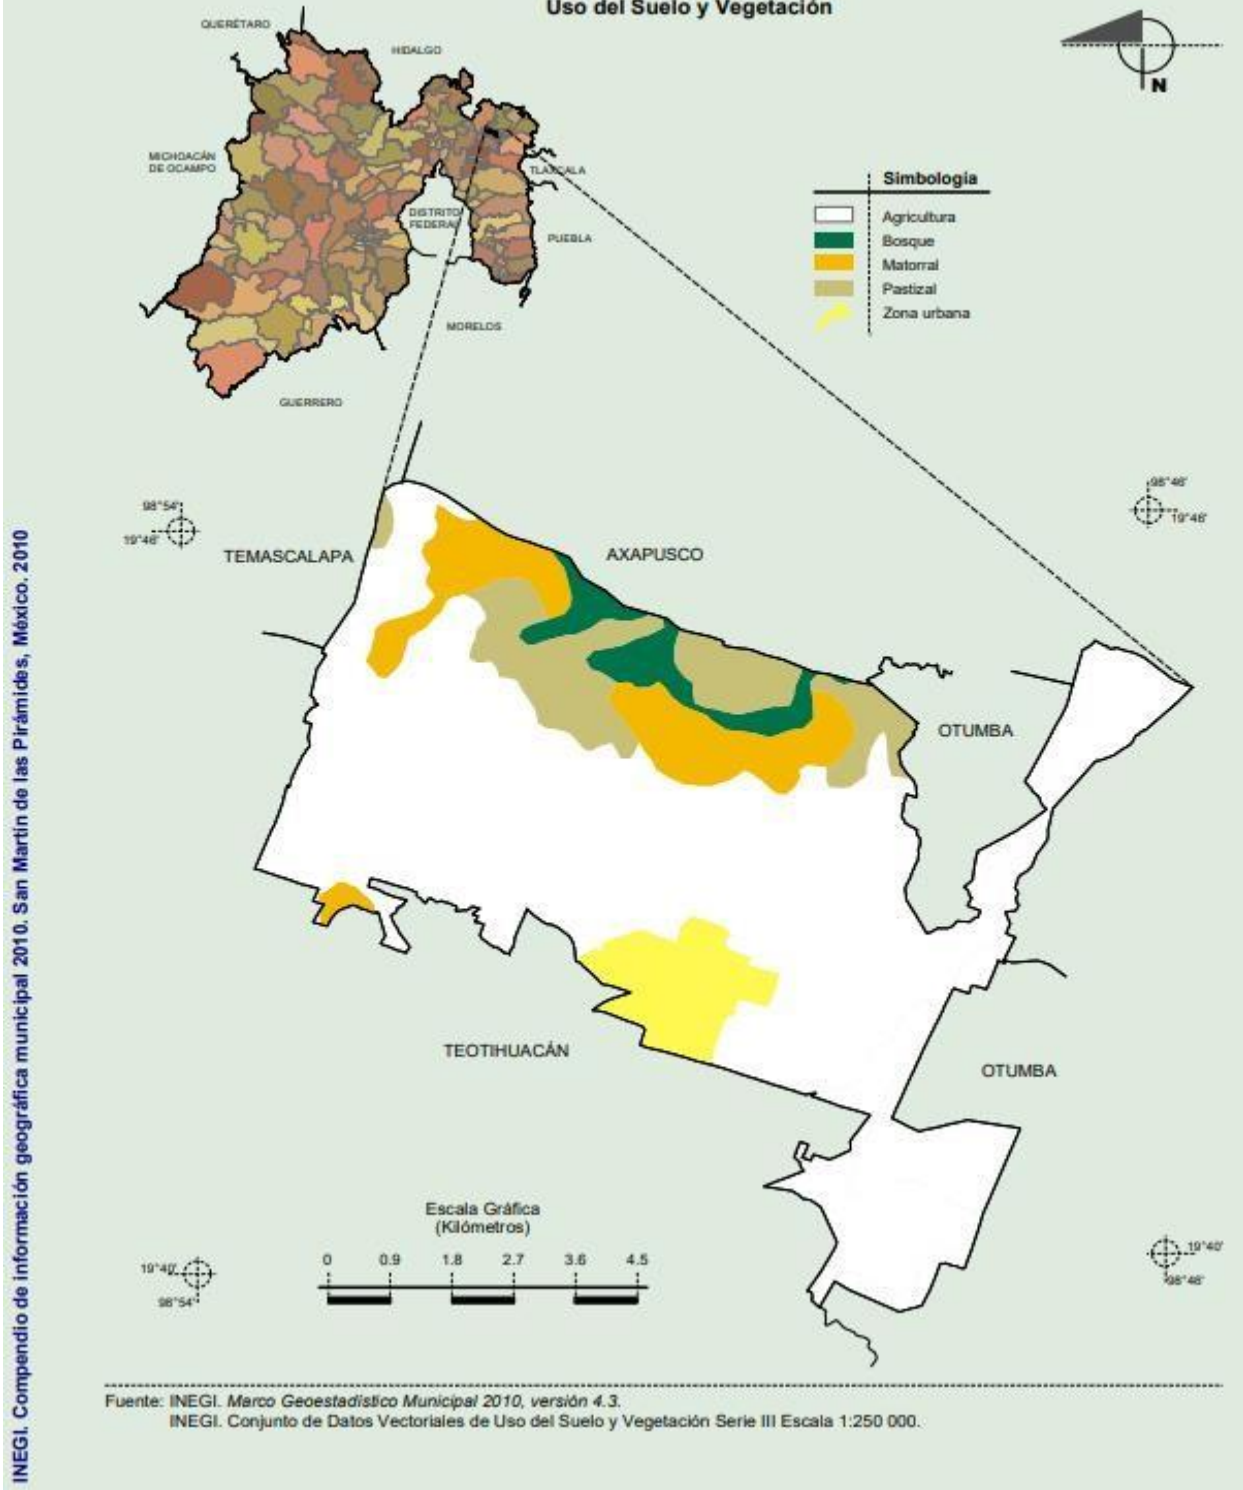 Uso del Suelo y Vegetación
QUERÉTARO
HIDALGO
N
MICHOACÁN
DE OCAMPO
TLAXCALA
DISTRITO
FEDERAL
PUEBLA
MORELOS
GUERRERO
Simbología
Agricultura
Bosque
Matorral
Pastizal
Zona urbana
98°54'
19°46'
98°46'
19°46'
TEMASCALAPA
AXAPUSCO
OTUMBA
TEOTIHUACÁN
OTUMBA
Escala Gráfica
(Kilómetros)
0 0.9 1.8 2.7 3.6 4.5
19°40'
98°54'
19°40'
98°46'
Fuente: INEGI. Marco Geoestadístico Municipal 2010, versión 4.3.
INEGI. Conjunto de Datos Vectoriales de Uso del Suelo y Vegetación Serie III Escala 1:250 000.
INEGI. Compendio de información geográfica municipal 2010. San Martín de las Pirámides, México. 2010